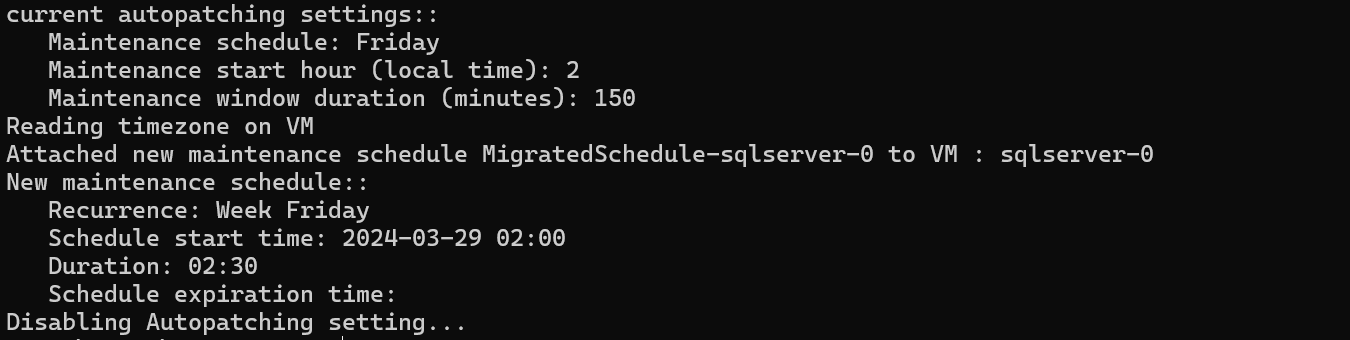 current autopatching settings::
Maintenance schedule: Friday
Maintenance start hour (local time): 2
Maintenance window duration (minutes): 150
Reading timezone on VM
Attached new maintenance schedule MigratedSchedule-sqlserver-0 to VM : sqlserver-0
New maintenance schedule::
Recurrence: Week Friday
Schedule start time: 2024-03-29 02:00
Duration: 02:30
Schedule expiration time:
Disabling Autopatching setting...